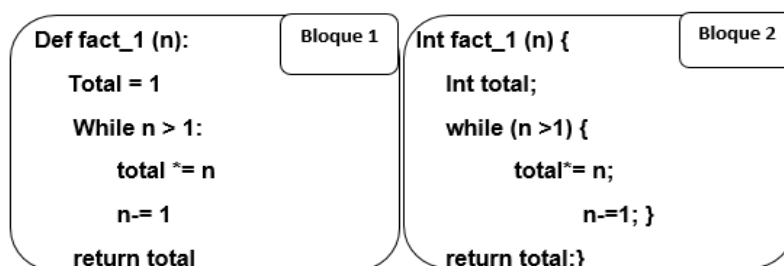 Def fact_1 (n):
Bloque 1
Total = 1
While n > 1:
total *= n
n-= 1
return total
Int fact_1 (n) {
Bloque 2
Int total;
while (n >1) {
total*= n;
n-=1; }
return total;}